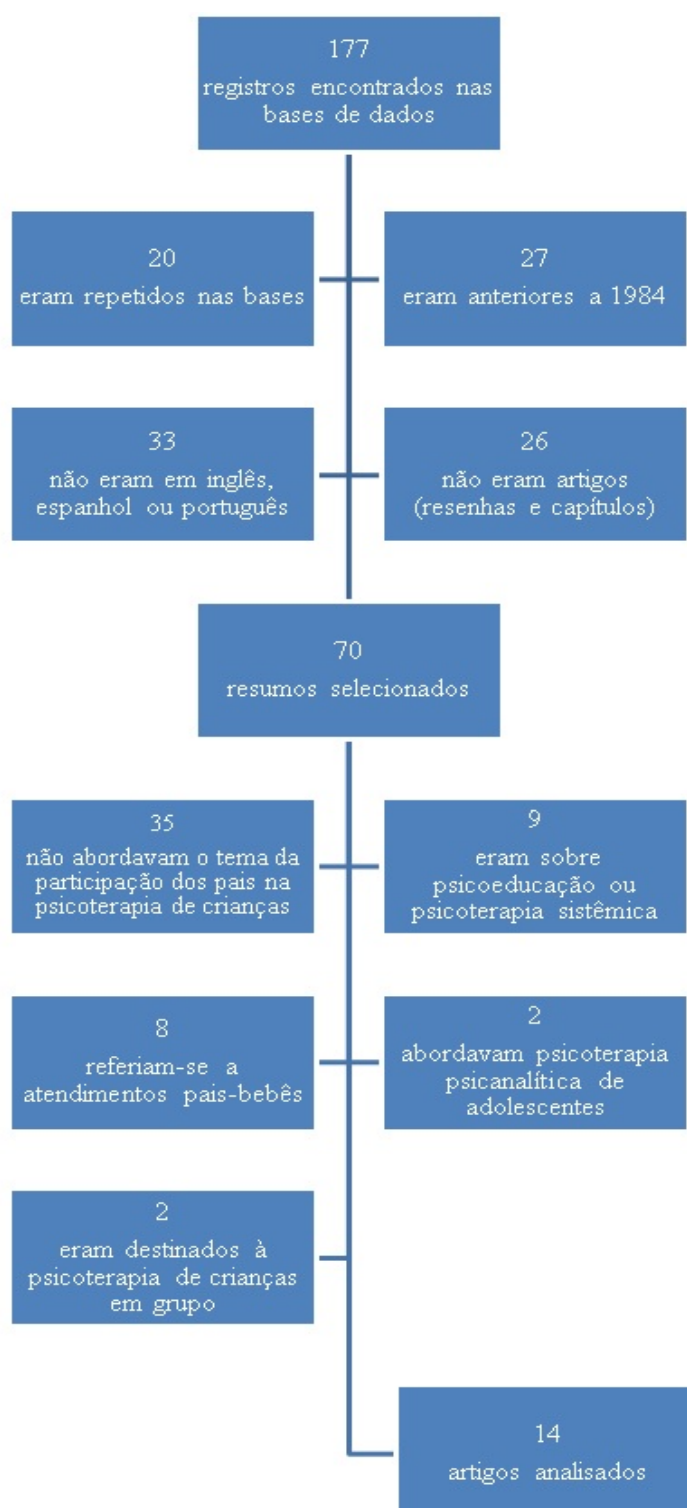 177
registros encontrados nas
bases de dados
20
eram repetidos nas bases
27
eram anteriores a 1984
33
não eram em inglês,
espanhol ou português
26
não eram artigos
(resenhas e capítulos)
70
resumos selecionados
35
não abordavam o tema da
participação dos pais na
psicoterapia de crianças
9
eram sobre
psicoeducação ou
psicoterapia sistêmica
8
referiam-se a
atendimentos pais-bebês
2
abordavam psicoterapia
psicanalítica de
adolescentes
2
eram destinados à
psicoterapia de crianças
em grupo
14
artigos analisados